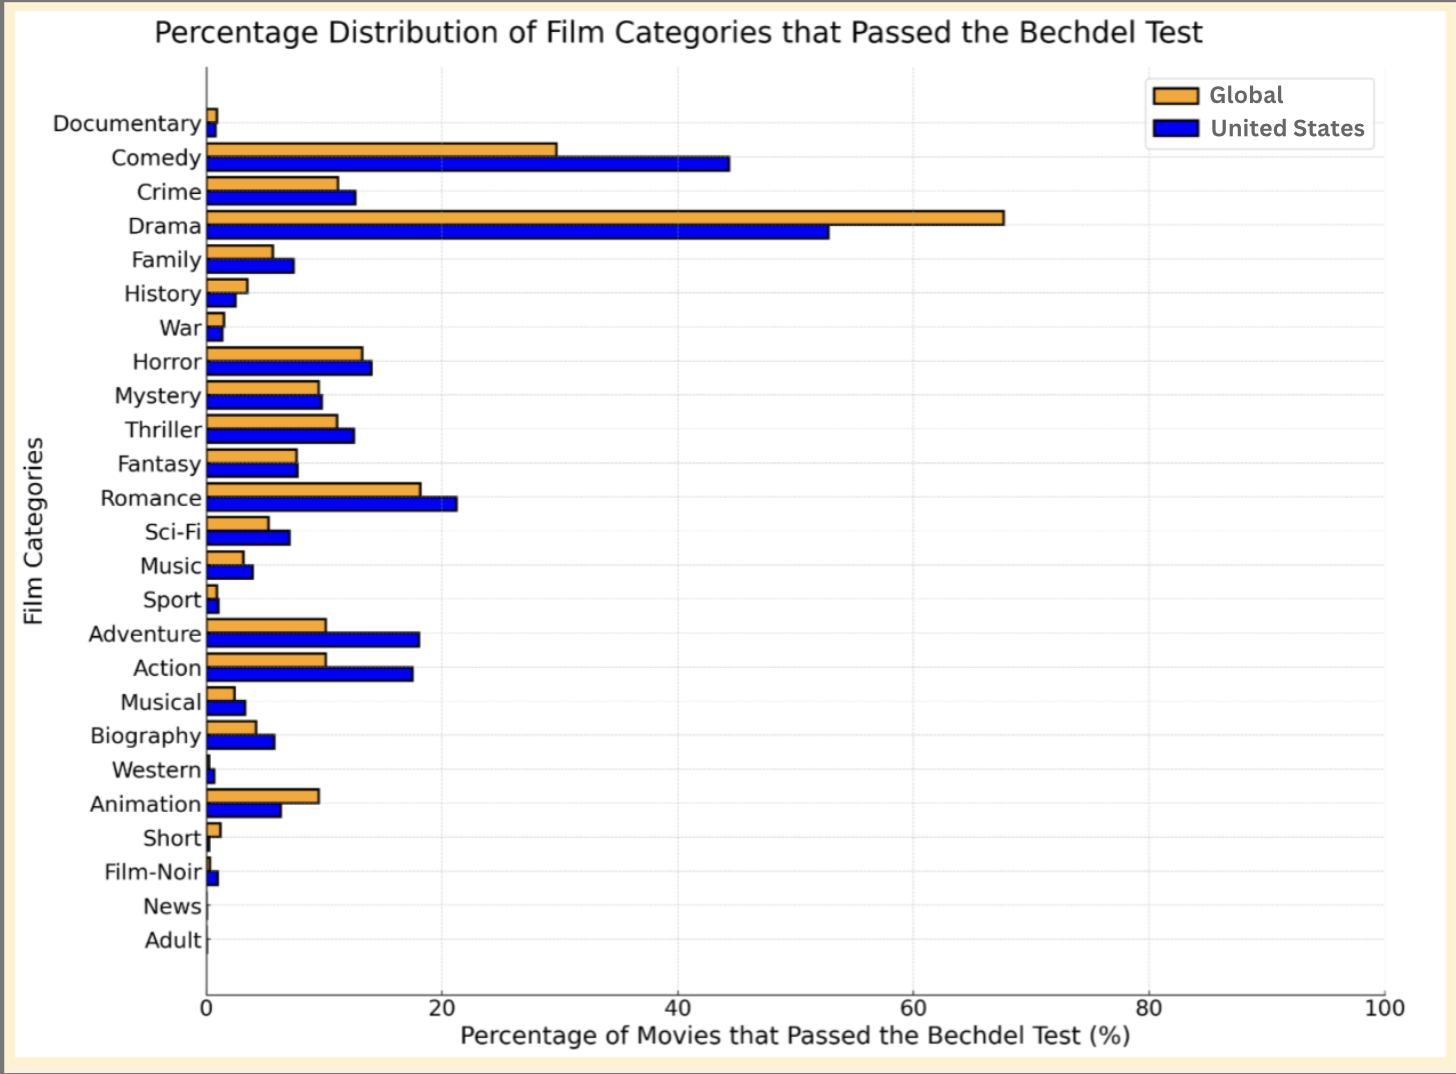 Percentage Distribution of Film Categories that Passed the Bechdel Test
Global
United States
Documentary
Comedy
Crime
Drama
Family
History
War
Horror
Mystery
Thriller
Fantasy
Romance
Sci-Fi
Music
Sport
Adventure
Action
Musical
Biography
Western
Animation
Short
Film-Noir
News
Adult
Film Categories
0 20 40 60 80 100
Percentage of Movies that Passed the Bechdel Test (%)